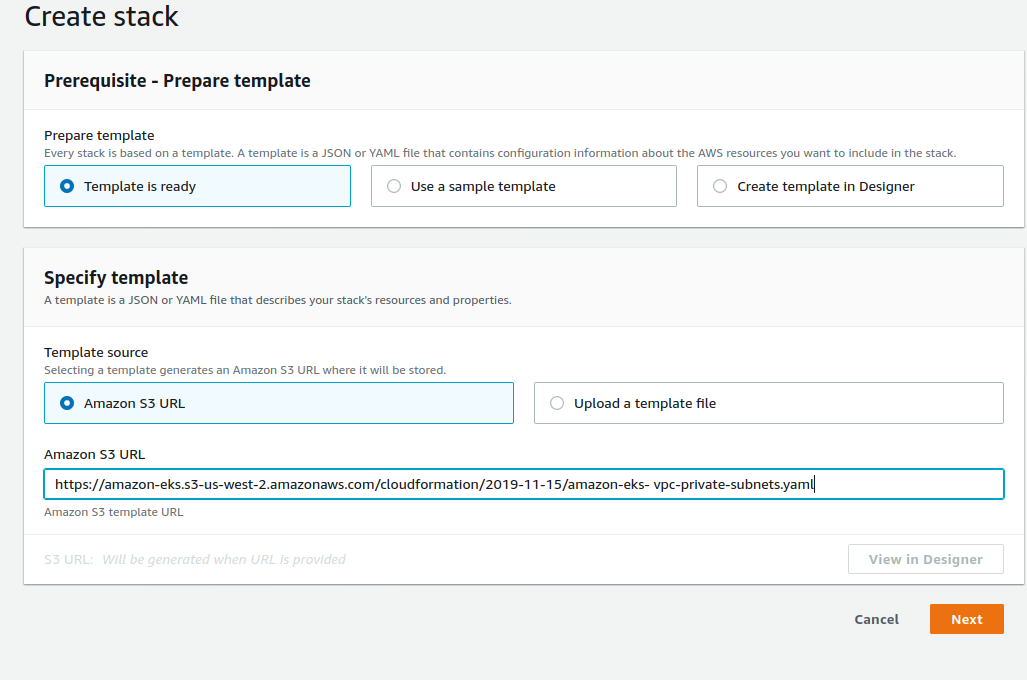 Create stack
Prerequisite - Prepare template
Prepare template
Every stack is based on a template. A template is a JSON or YAML file that contains configuration information about the AWS resources you want to include in the stack.
Template is ready
Use a sample template
Create template in Designer
Specify template
A template is a JSON or YAML file that describes your stack's resources and properties.
Template source
Selecting a template generates an Amazon S3 URL where it will be stored.
Amazon S3 URL
Upload a template file
Amazon S3 URL
https://amazon-eks.s3-us-west-2.amazonaws.com/cloudformation/2019-11-15/amazon-eks- vpc-private-subnets.yaml
Amazon S3 template URL
S3 URL: Will be generated when URL is provided
View in Designer
Cancel
Next